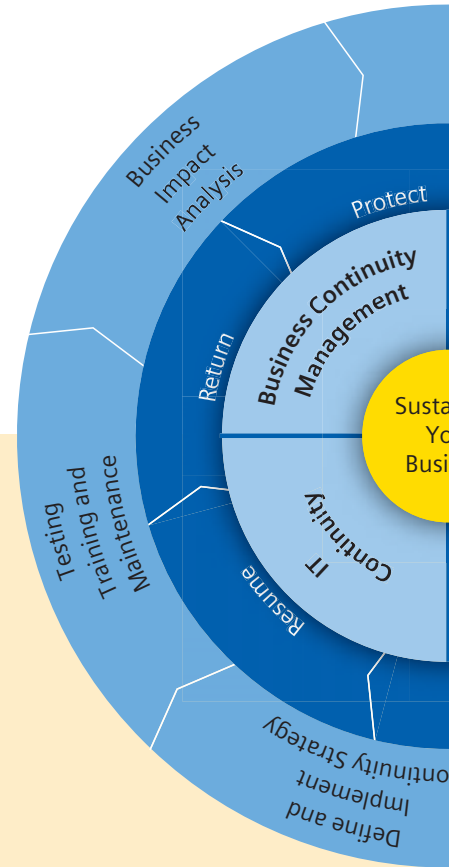 Business
Impact
Analysis
Protect
Return
Business Continuity
Management
Susta
Yo
Busi
Testing
Training and
Maintenance
IT
Continuity
Resume
Define and
Implement
ontinuity Strategy